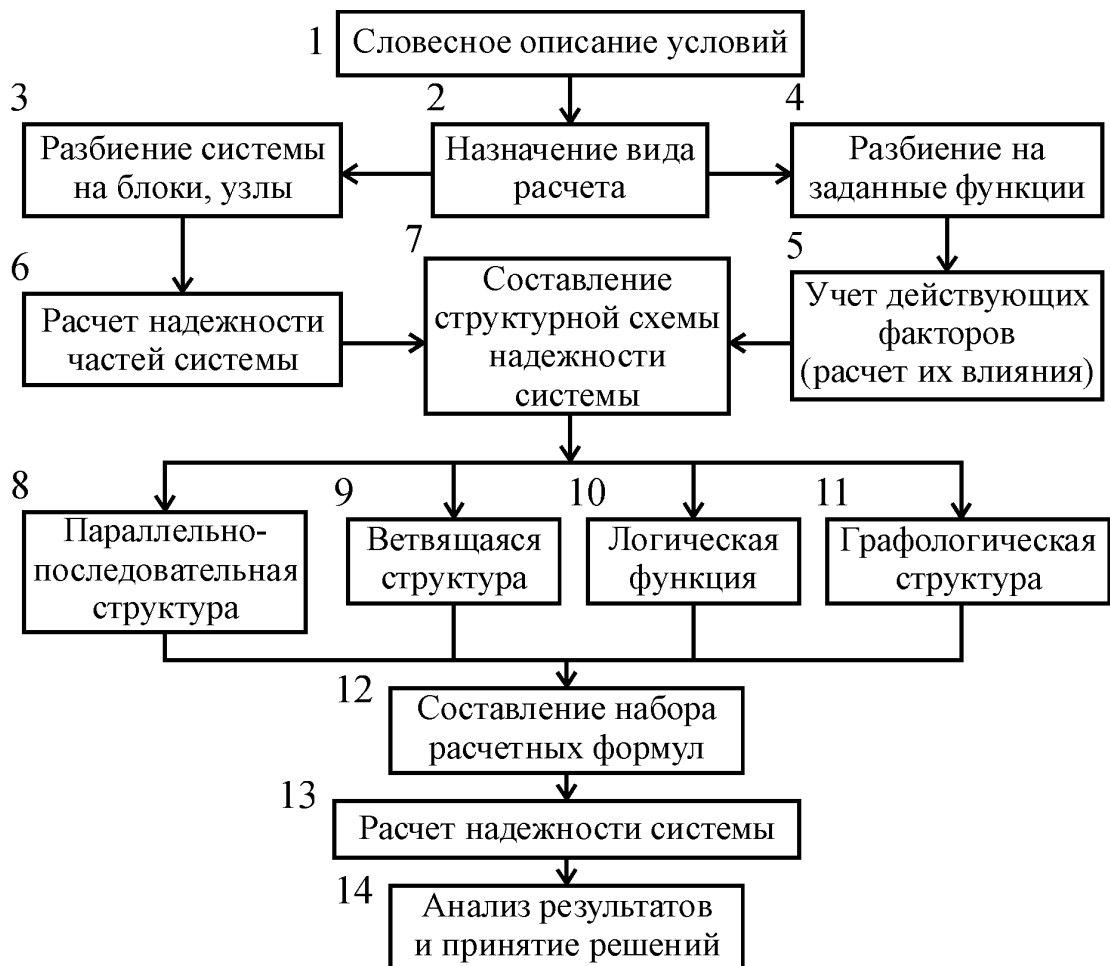 1
Словесное описание условий
2
Назначение вида
расчета
3
Разбиение системы
на блоки, узлы
4
Разбиение на
заданные функции
5
Учет действующих
факторов
(расчет их влияния)
6
Расчет надежности
частей системы
7
Составление
структурной схемы
надежности
системы
8
Параллельно-
последовательная
структура
9
Ветвящаяся
структура
10
Логическая
функция
11
Графологическая
структура
12
Составление набора
расчетных формул
13
Расчет надежности системы
14
Анализ результатов
и принятие решений